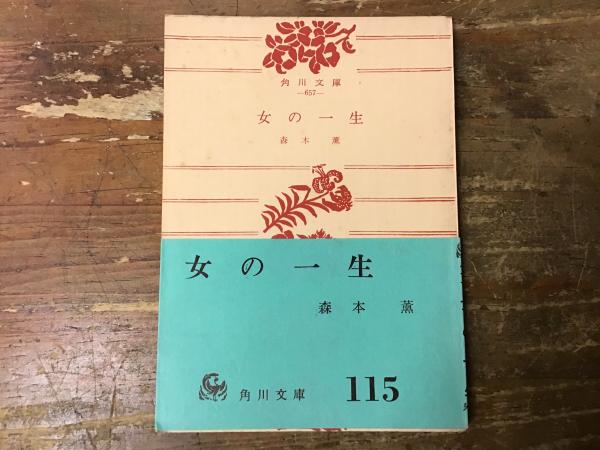 角川文庫
—657—
女の一生
森本薫
女の一生
森本薫
角川文庫 115